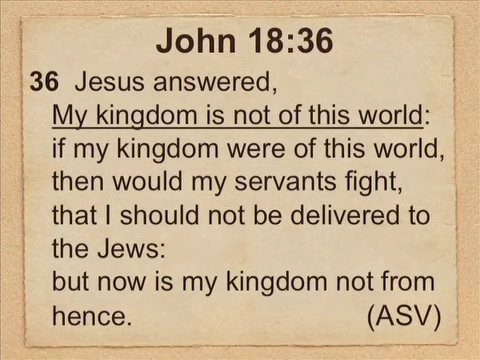 John 18:36
36 Jesus answered,
My kingdom is not of this world:
if my kingdom were of this world,
then would my servants fight,
that I should not be delivered to
the Jews:
but now is my kingdom not from
hence. (ASV)